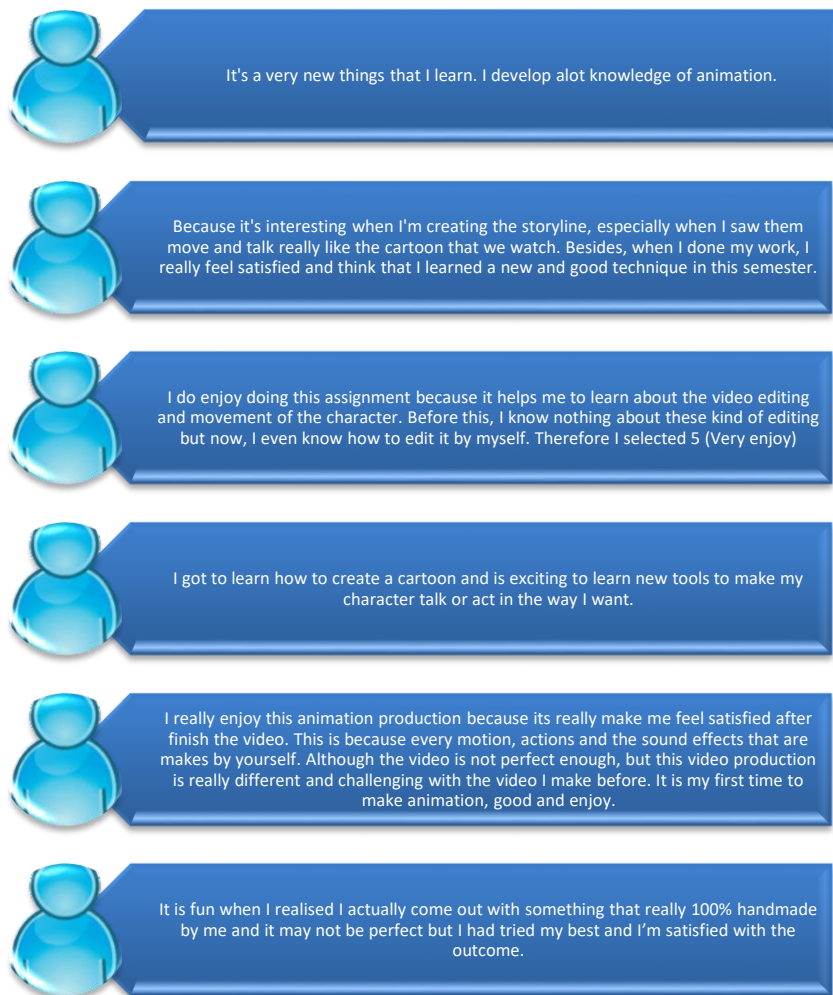 It's a very new things that I learn. I develop alot knowledge of animation.
Because it's interesting when I'm creating the storyline, especially when I saw them
move and talk really like the cartoon that we watch. Besides, when I done my work, I
really feel satisfied and think that I learned a new and good technique in this semester.
I do enjoy doing this assignment because it helps me to learn about the video editing
and movement of the character. Before this, I know nothing about these kind of editing
but now, I even know how to edit it by myself. Therefore I selected 5 (Very enjoy)
I got to learn how to create a cartoon and is exciting to learn new tools to make my
character talk or act in the way I want.
I really enjoy this animation production because its really make me feel satisfied after
finish the video. This is because every motion, actions and the sound effects that are
makes by yourself. Although the video is not perfect enough, but this video production
is really different and challenging with the video I make before. It is my first time to
make animation, good and enjoy.
It is fun when I realised I actually come out with something that really 100% handmade
by me and it may not be perfect but I had tried my best and I’m satisfied with the
outcome.